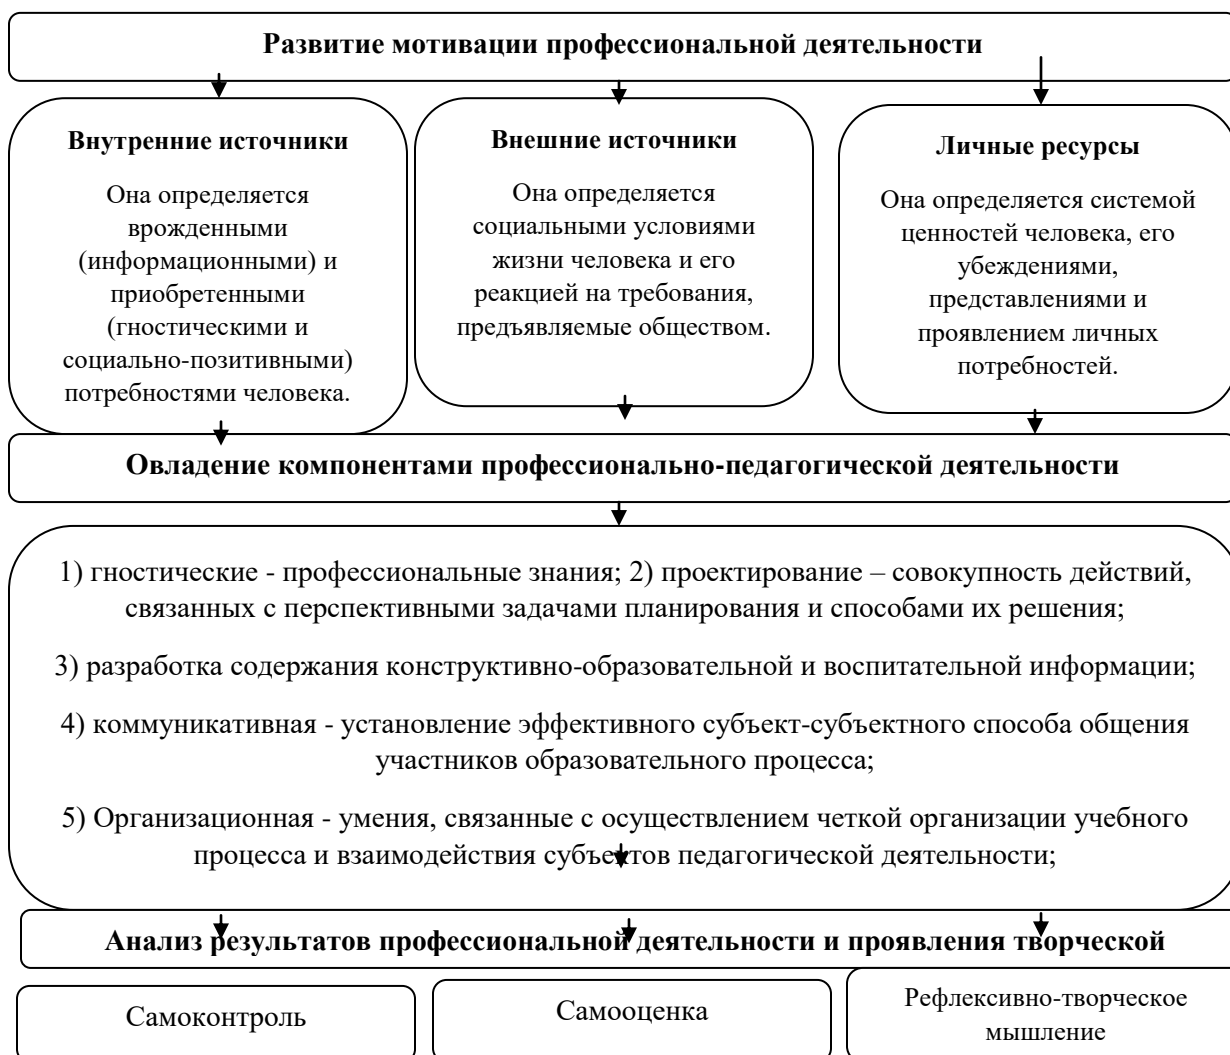 Развитие мотивации профессиональной деятельности
Внутренние источники
Она определяется
врожденными
(информационными) и
приобретенными
(гностическими и
социально-позитивными)
потребностями человека.
Внешние источники
Она определяется
социальными условиями
жизни человека и его
реакцией на требования,
предъявляемые обществом.
Личные ресурсы
Она определяется системой
ценностей человека, его
убеждениями,
представлениями и
проявлением личных
потребностей.
Овладение компонентами профессионально-педагогической деятельности
1) гностические - профессиональные знания; 2) проектирование – совокупность действий,
связанных с перспективными задачами планирования и способами их решения;
3) разработка содержания конструктивно-образовательной и воспитательной информации;
4) коммуникативная - установление эффективного субъект-субъектного способа общения
участников образовательного процесса;
5) Организационная - умения, связанные с осуществлением четкой организации учебного
процесса и взаимодействия субъектов педагогической деятельности;
Анализ результатов профессиональной деятельности и проявления творческой
Самоконтроль
Самооценка
Рефлексивно-творческое
мышление